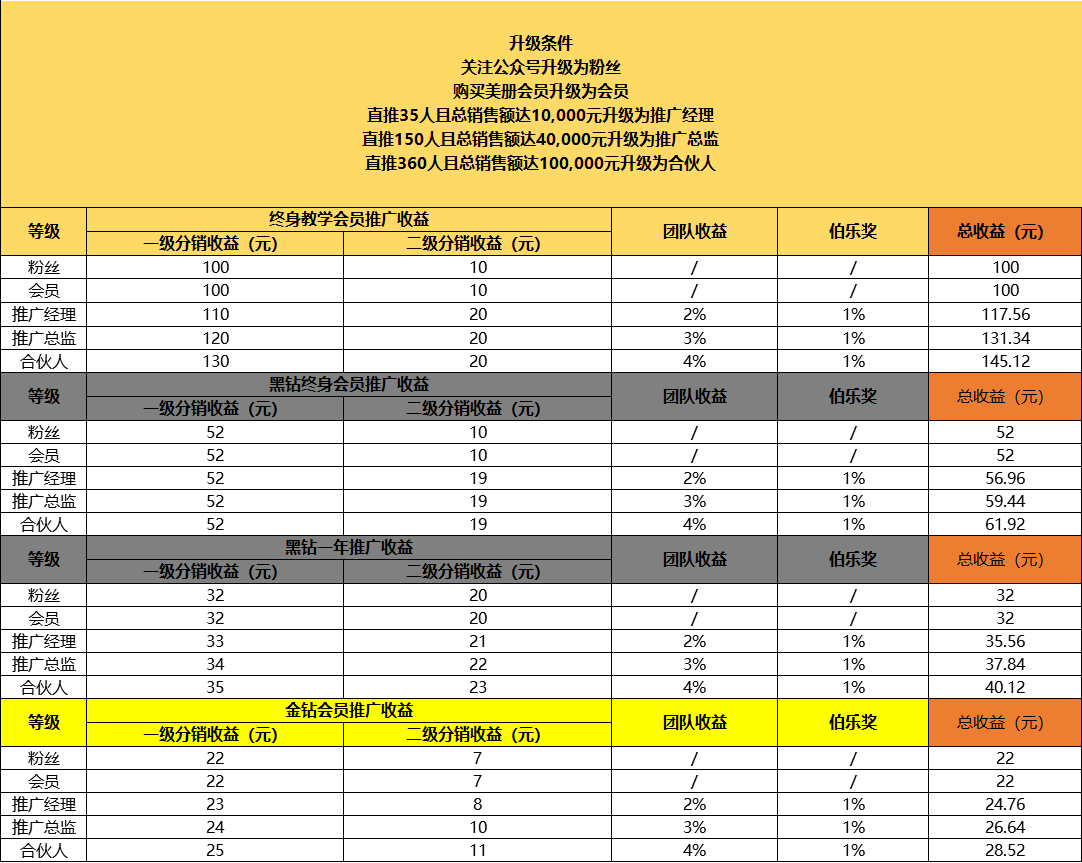 升级条件
关注公众号升级为粉丝
购买美册会员升级为会员
直推35人且总销售额达10,000元升级为推广经理
直推150人且总销售额达40,000元升级为推广总监
直推360人且总销售额达100,000元升级为合伙人
等级 终身教学会员推广收益 团队收益 伯乐奖 总收益（元）
一级分销收益（元） 二级分销收益（元）
粉丝 100 10 / / 100
会员 100 10 / / 100
推广经理 110 20 2% 1% 117.56
推广总监 120 20 3% 1% 131.34
合伙人 130 20 4% 1% 145.12
等级 黑钻终身会员推广收益 团队收益 伯乐奖 总收益（元）
一级分销收益（元） 二级分销收益（元）
粉丝 52 10 / / 52
会员 52 10 / / 52
推广经理 52 19 2% 1% 56.96
推广总监 52 19 3% 1% 59.44
合伙人 52 19 4% 1% 61.92
等级 黑钻一年推广收益 团队收益 伯乐奖 总收益（元）
一级分销收益（元） 二级分销收益（元）
粉丝 32 20 / / 32
会员 32 20 / / 32
推广经理 33 21 2% 1% 35.56
推广总监 34 22 3% 1% 37.84
合伙人 35 23 4% 1% 40.12
等级 金钻会员推广收益 团队收益 伯乐奖 总收益（元）
一级分销收益（元） 二级分销收益（元）
粉丝 22 7 / / 22
会员 22 7 / / 22
推广经理 23 8 2% 1% 24.76
推广总监 24 10 3% 1% 26.64
合伙人 25 11 4% 1% 28.52